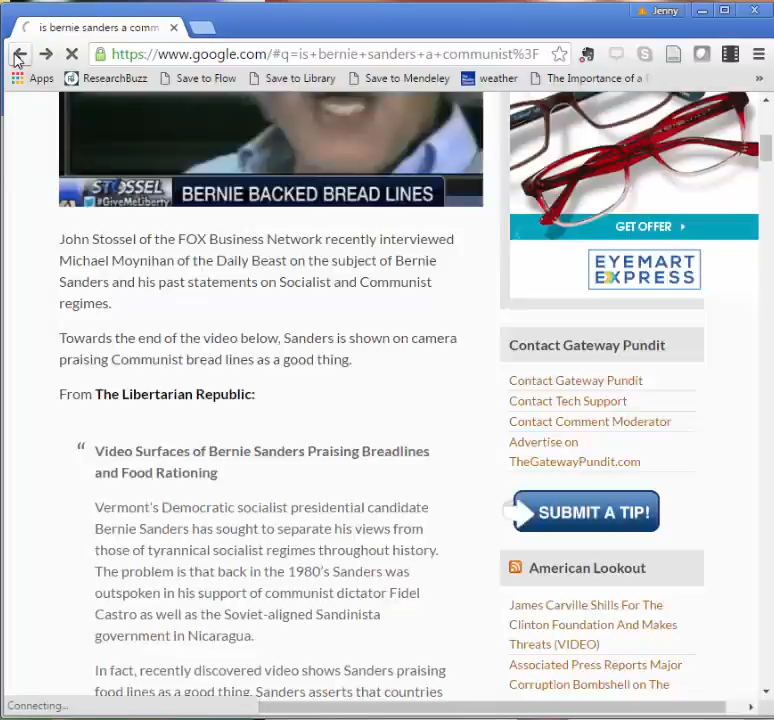 Jenny
is bernie sanders a comm
https://www.google.com/#q=is+bernie+sanders+a+communist%3F
Apps
ResearchBuzz
Save to Flow
Save to Library
Save to Mendeley
weather
The Importance of a
»
STOSSEL
#GiveMeLiberty
BERNIE BACKED BREAD LINES
John Stossel of the FOX Business Network recently interviewed
Michael Moynihan of the Daily Beast on the subject of Bernie
Sanders and his past statements on Socialist and Communist
regimes.
Towards the end of the video below, Sanders is shown on camera
praising Communist bread lines as a good thing.
From The Libertarian Republic:
“ Video Surfaces of Bernie Sanders Praising Breadlines
and Food Rationing
Vermont’s Democratic socialist presidential candidate
Bernie Sanders has sought to separate his views from
those of tyrannical socialist regimes throughout history.
The problem is that back in the 1980’s Sanders was
outspoken in his support of communist dictator Fidel
Castro as well as the Soviet-aligned Sandinista
government in Nicaragua.
In fact, recently discovered video shows Sanders praising
food lines as a good thing. Sanders asserts that countries
GET OFFER
EYEMART
EXPRESS
Contact Gateway Pundit
Contact Gateway Pundit
Contact Tech Support
Contact Comment Moderator
Advertise on
TheGatewayPundit.com
SUBMIT A TIP!
American Lookout
James Carville Shills For The
Clinton Foundation And Makes
Threats (VIDEO)
Associated Press Reports Major
Corruption Bombshell on The
Connecting...